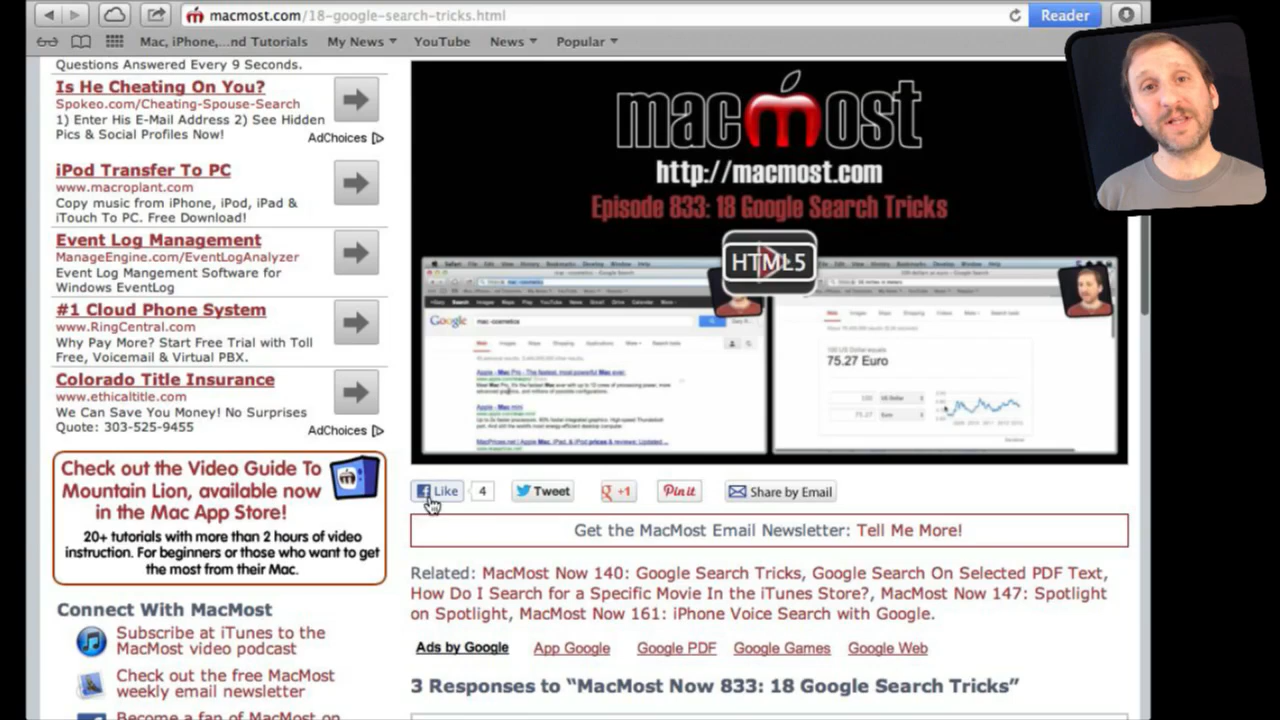 macmost.com/18-google-search-tricks.html
Reader
Mac, iPhone,...nd Tutorials
My News
YouTube
News
Popular
Questions Answered Every 9 Seconds.
Is He Cheating On You?
Spokeo.com/Cheating-Spouse-Search
1) Enter His E-Mail Address 2) See Hidden
Pics & Social Profiles Now!
AdChoices
iPod Transfer To PC
www.macroplant.com
Copy music from iPhone, iPod, iPad &
iTouch To PC. Free Download!
Event Log Management
ManageEngine.com/EventLogAnalyzer
Event Log Mangement Software for
Windows EventLog
#1 Cloud Phone System
www.RingCentral.com
Why Pay More? Start Free Trial with Toll
Free, Voicemail & Virtual PBX.
Colorado Title Insurance
www.ethicaltitle.com
We Can Save You Money! No Surprises
Quote: 303-525-9455
AdChoices
Check out the Video Guide To
Mountain Lion, available now
in the Mac App Store!
20+ tutorials with more than 2 hours of video
instruction. For beginners or those who want to get
the most from their Mac.
Connect With MacMost
Subscribe at iTunes to the
MacMost video podcast
Check out the free MacMost
weekly email newsletter
Become a fan of MacMost on
macmost
http://macmost.com
Episode 833: 18 Google Search Tricks
HTML5
Google
mac -cosmetics
75.27 Euro
Like
4
Tweet
g +1
Pin it
Share by Email
Get the MacMost Email Newsletter: Tell Me More!
Related: MacMost Now 140: Google Search Tricks, Google Search On Selected PDF Text,
How Do I Search for a Specific Movie In the iTunes Store?, MacMost Now 147: Spotlight
on Spotlight, MacMost Now 161: iPhone Voice Search with Google.
Ads by Google
App Google
Google PDF
Google Games
Google Web
3 Responses to “MacMost Now 833: 18 Google Search Tricks”